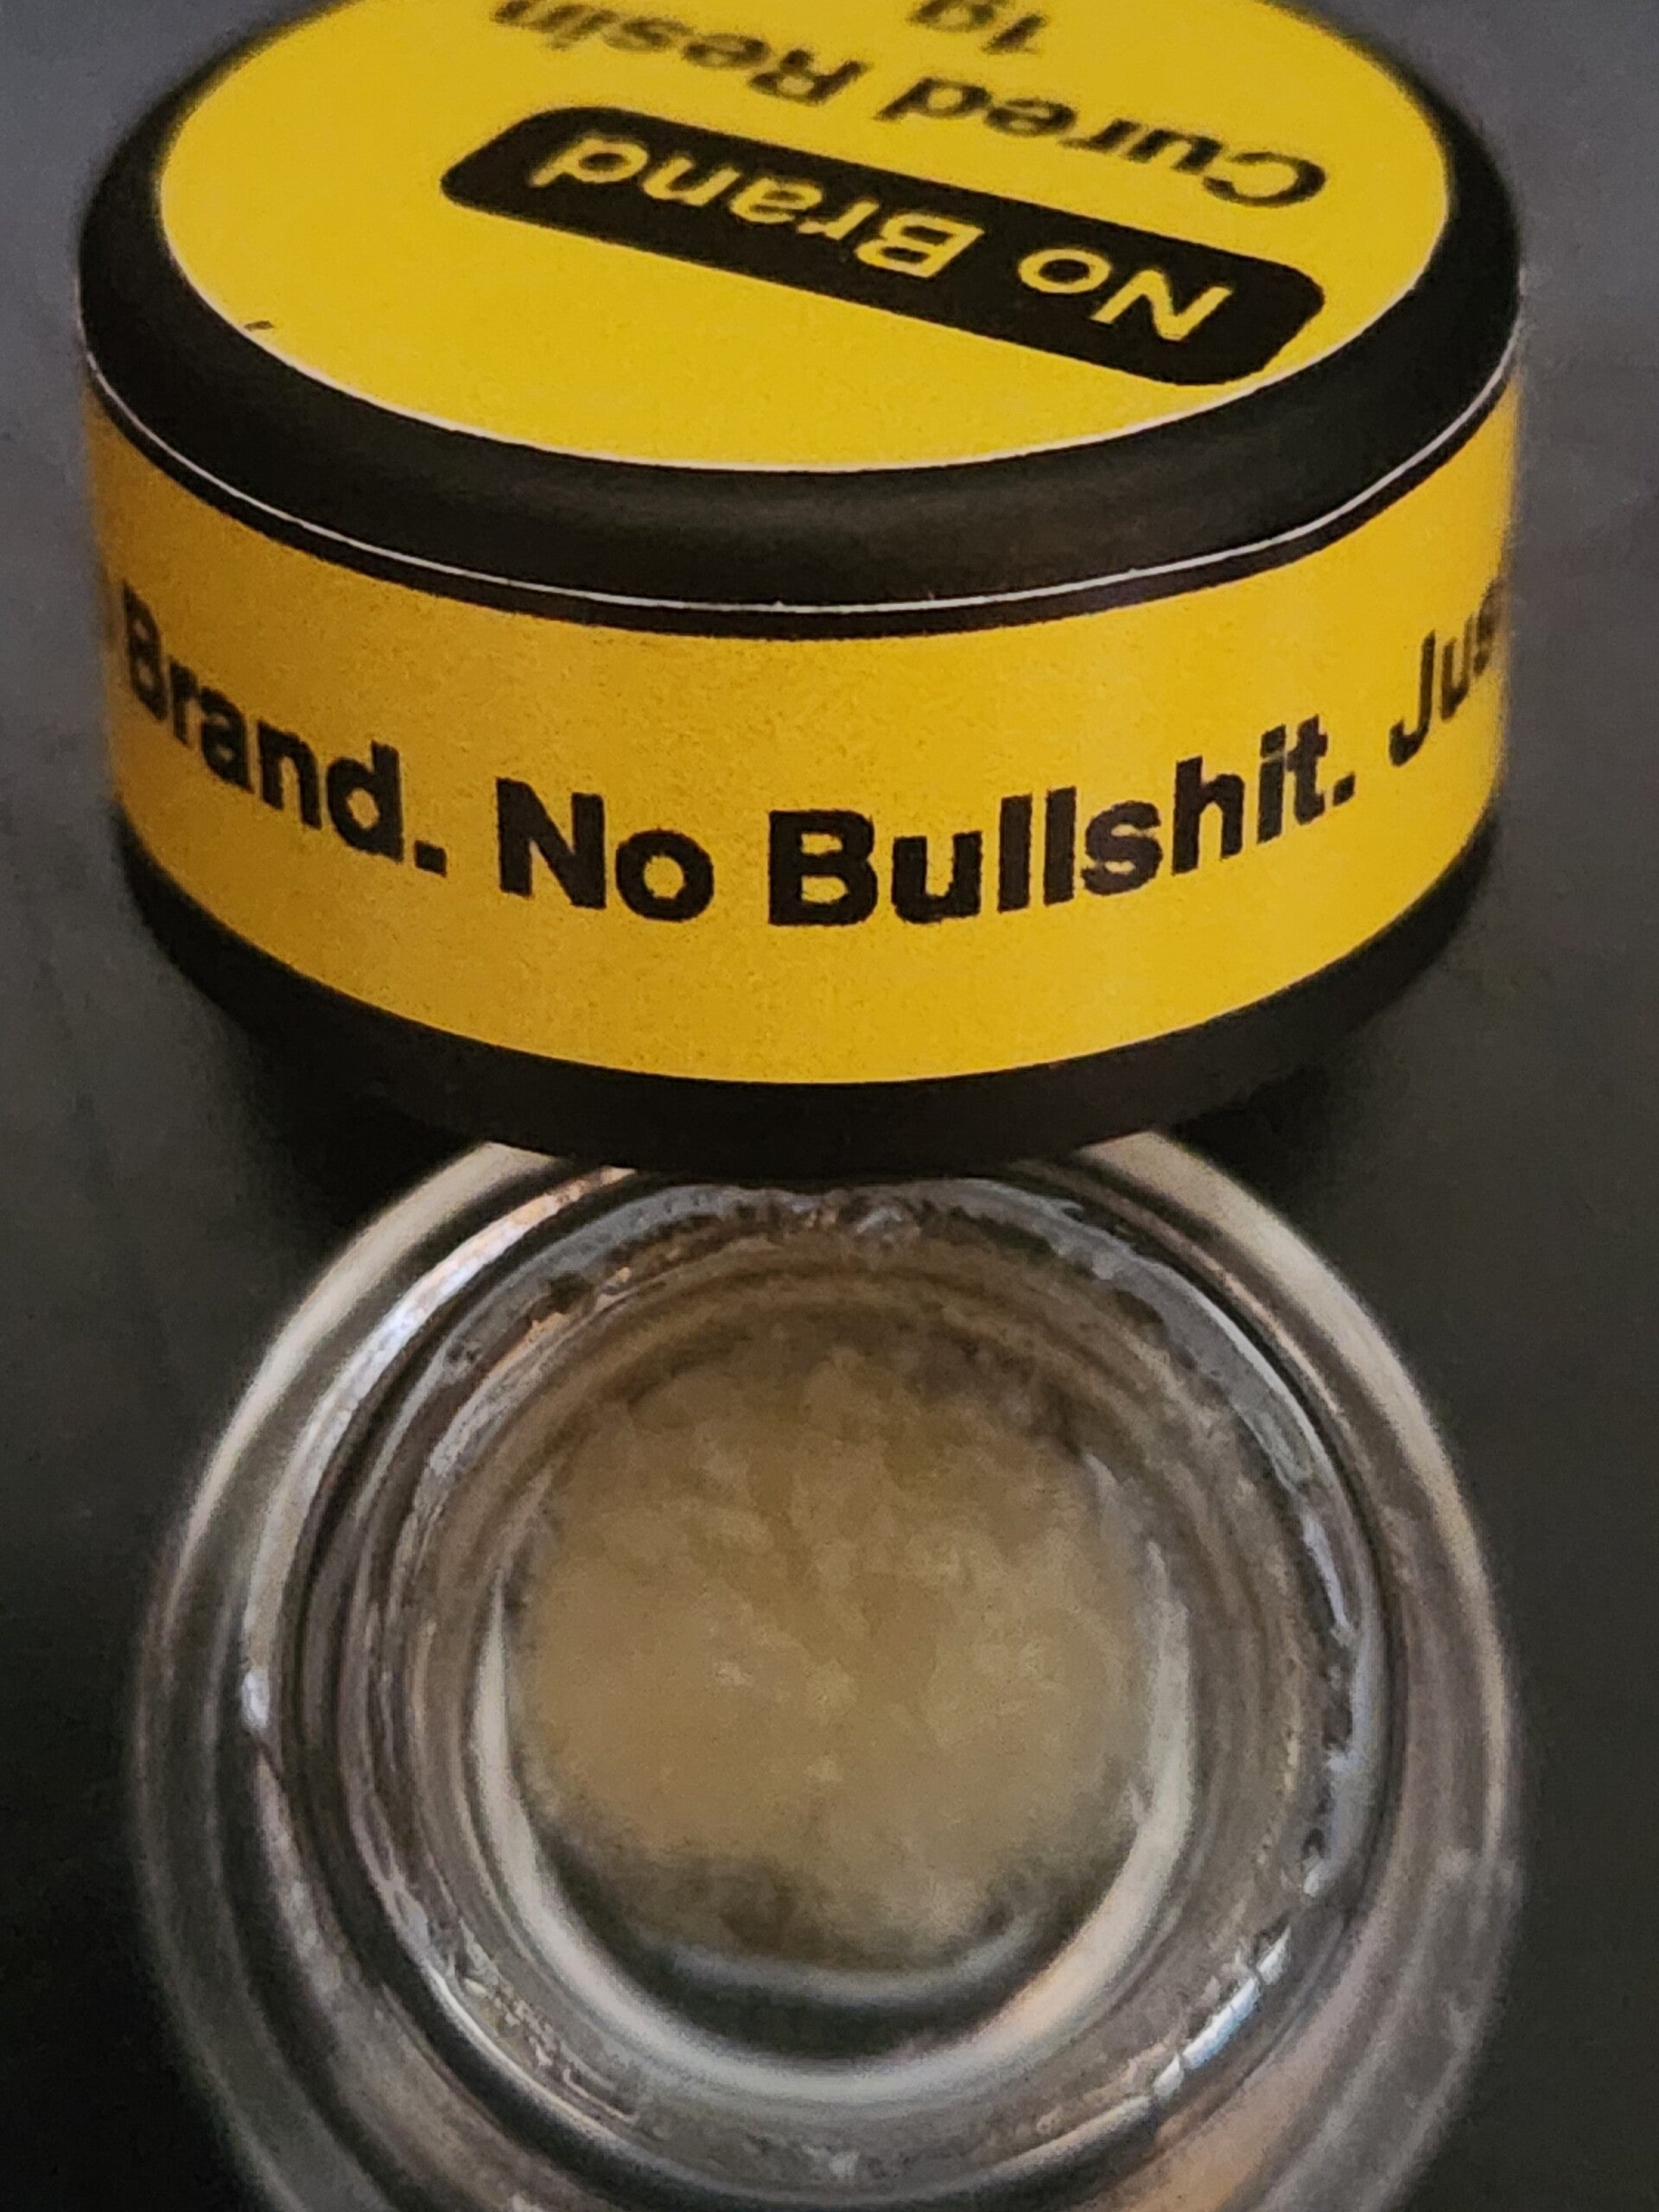 No Brand
Cured Resin
1g
Brand. No Bullshit.